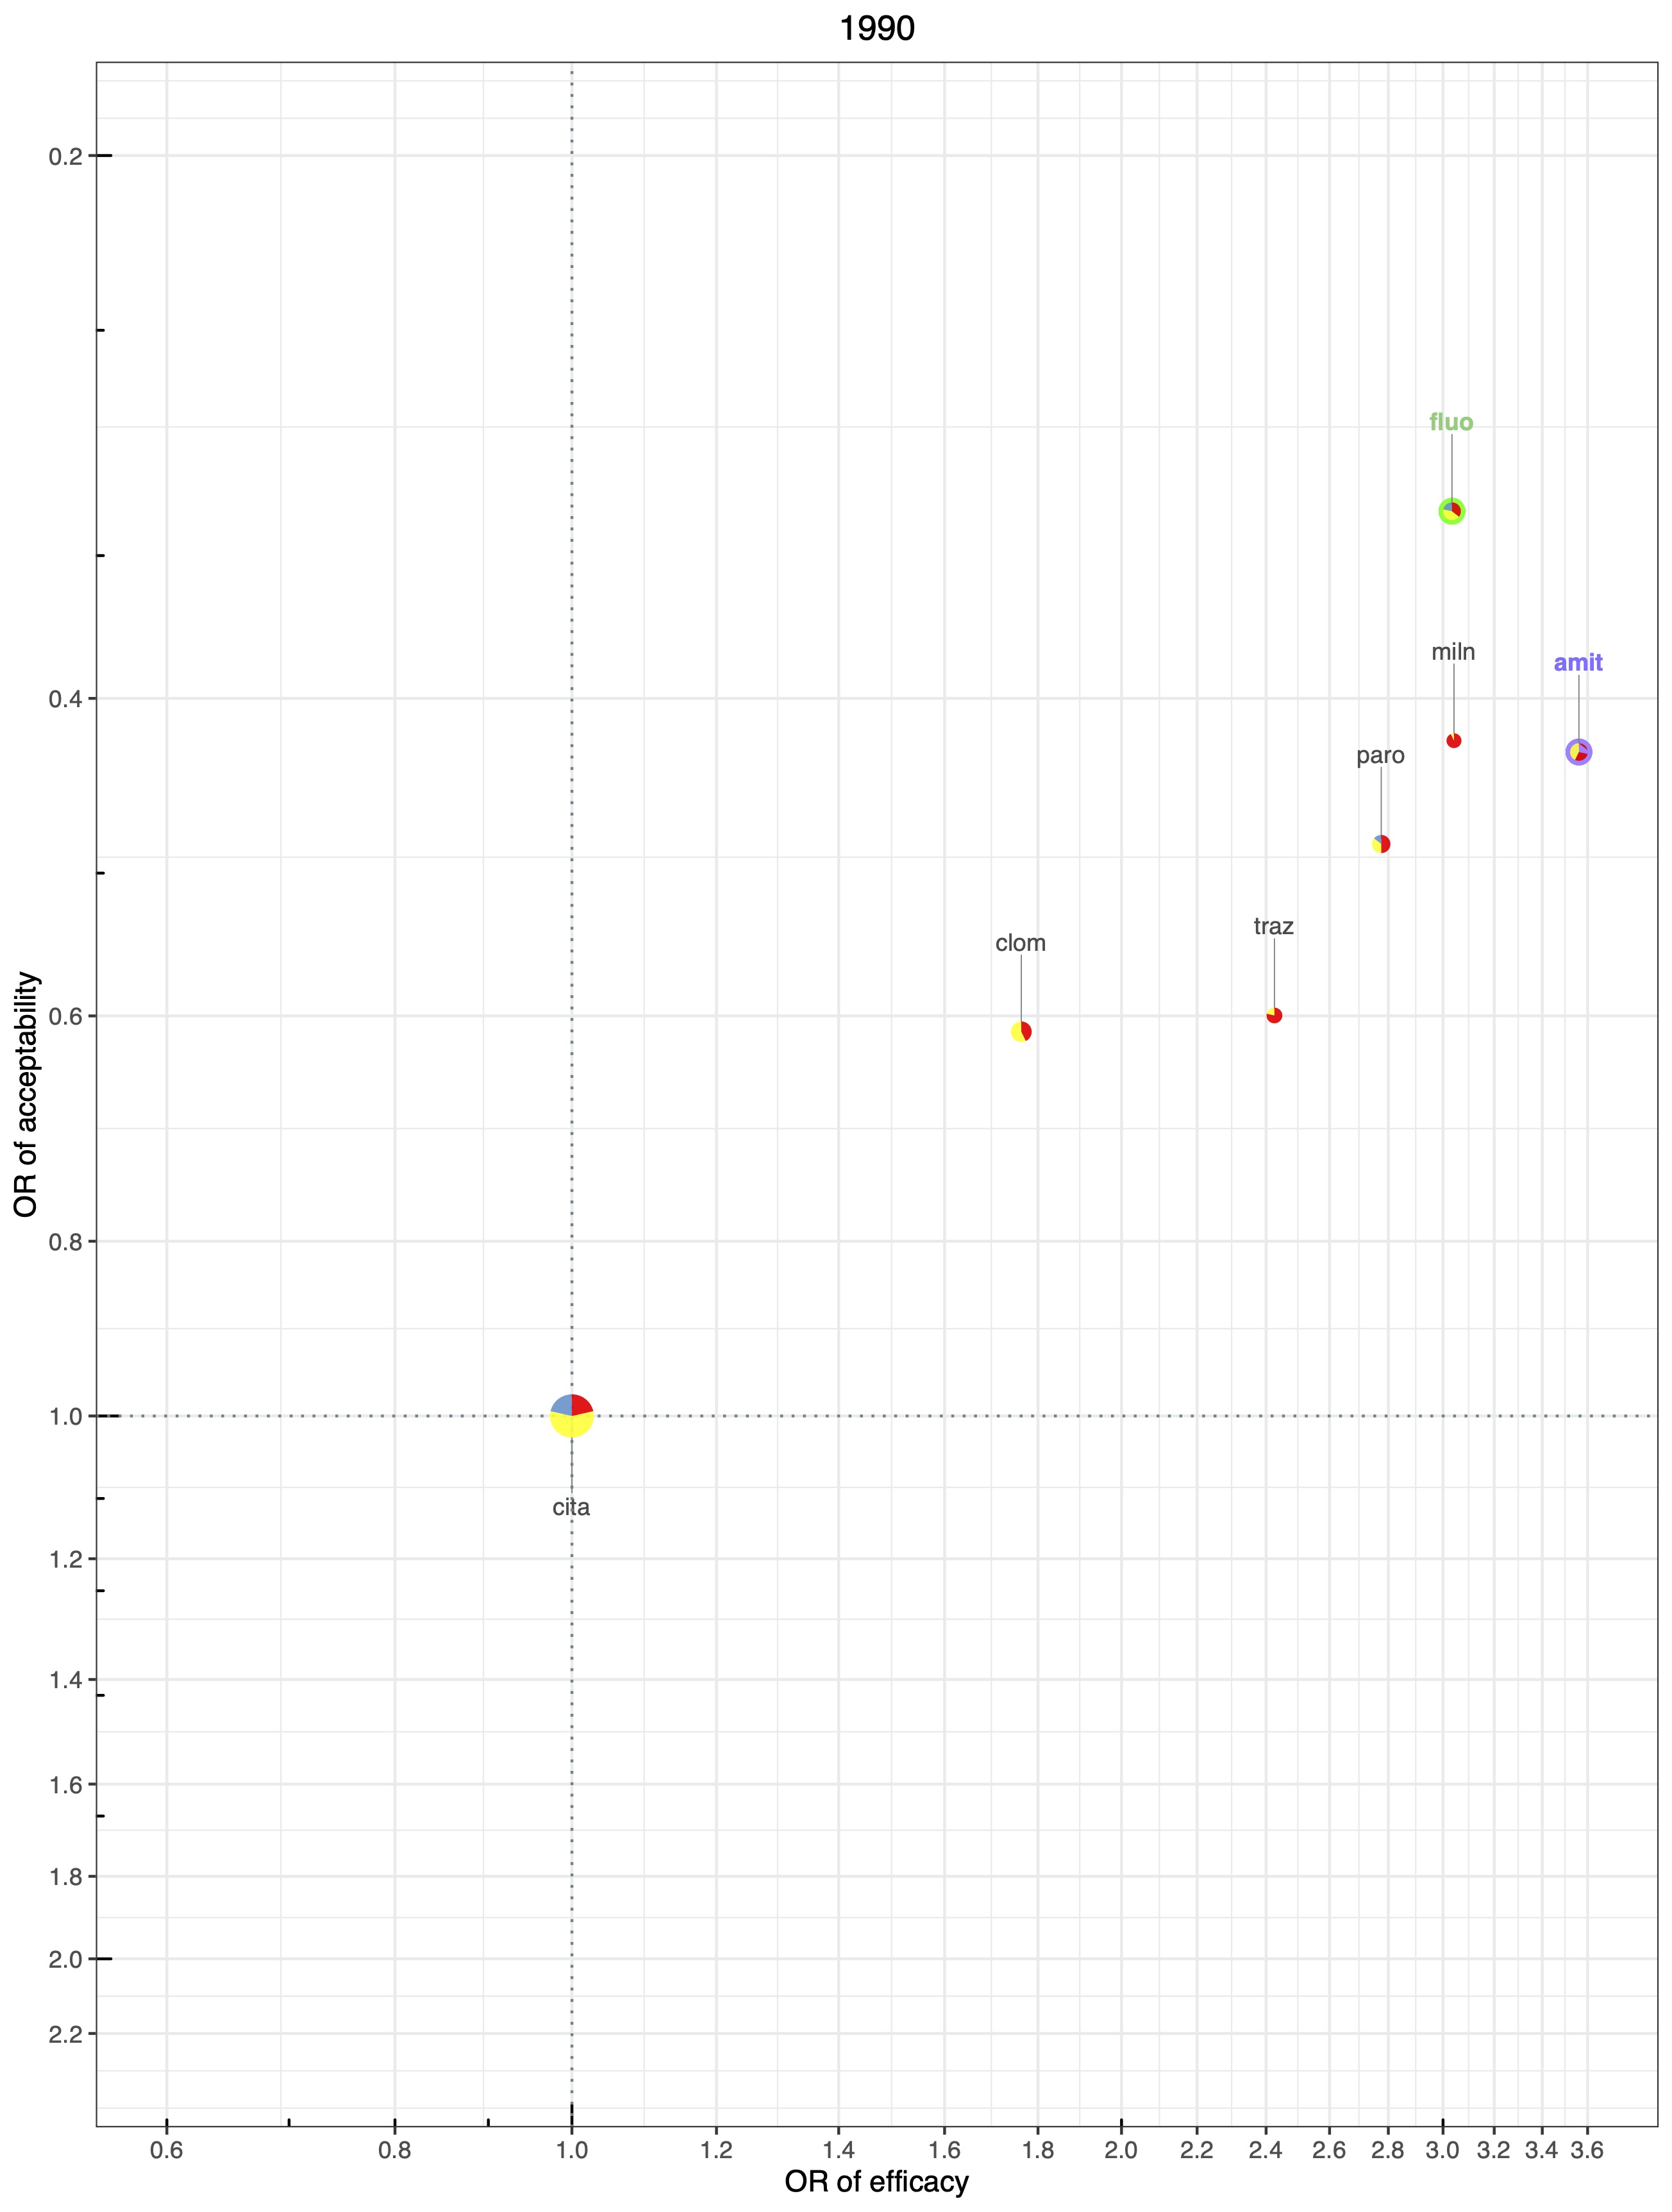 1990
0.2
fluo
miln
amit
0.4
paro
traz
clom
0.6
OR of acceptability
0.8
1.0
cita
1.2
1.4
1.6
1.8
2.0
2.2
0.6 0.8 1.0 1.2 1.4 1.6 1.8 2.0 2.2 2.4 2.6 2.8 3.0 3.2 3.4 3.6
OR of efficacy